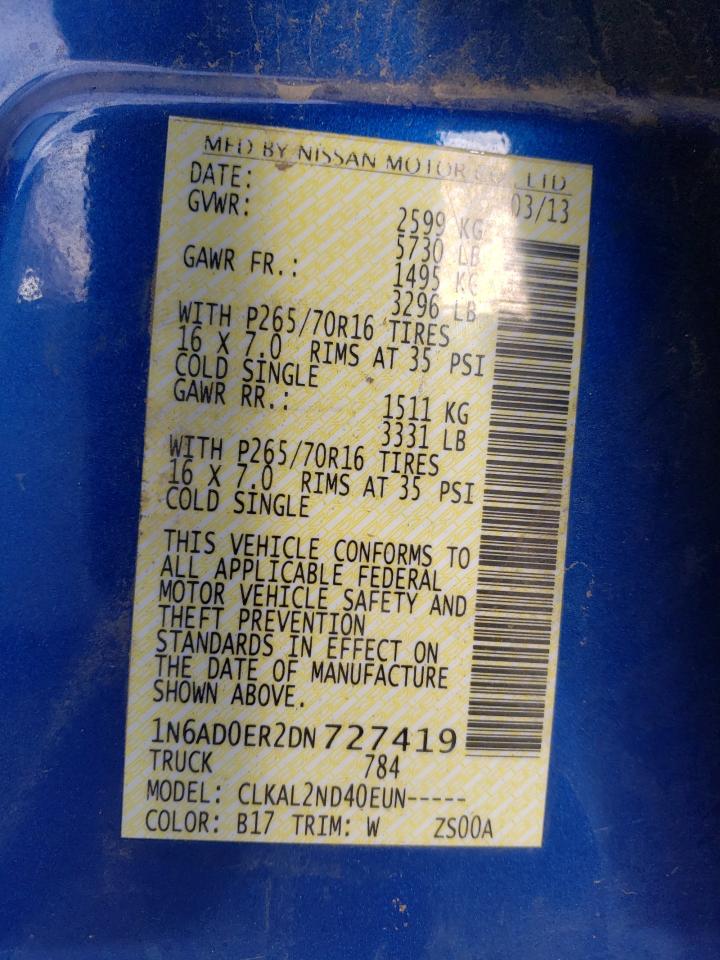 MFD BY NISSAN MOTOR CO., LTD
DATE: 03/13
GVWR: 2599 KG
5730 LB
GAWR FR.: 1495 KG
3296 LB
WITH P265/70R16 TIRES
16 X 7.0 RIMS AT 35 PSI
COLD SINGLE
GAWR RR.: 1511 KG
3331 LB
WITH P265/70R16 TIRES
16 X 7.0 RIMS AT 35 PSI
COLD SINGLE
THIS VEHICLE CONFORMS TO
ALL APPLICABLE FEDERAL
MOTOR VEHICLE SAFETY AND
THEFT PREVENTION
STANDARDS IN EFFECT ON
THE DATE OF MANUFACTURE
SHOWN ABOVE.
1N6AD0ER2DN727419
TRUCK 784
MODEL: CLKAL2ND40EUN-----
COLOR: B17 TRIM: W ZS00A